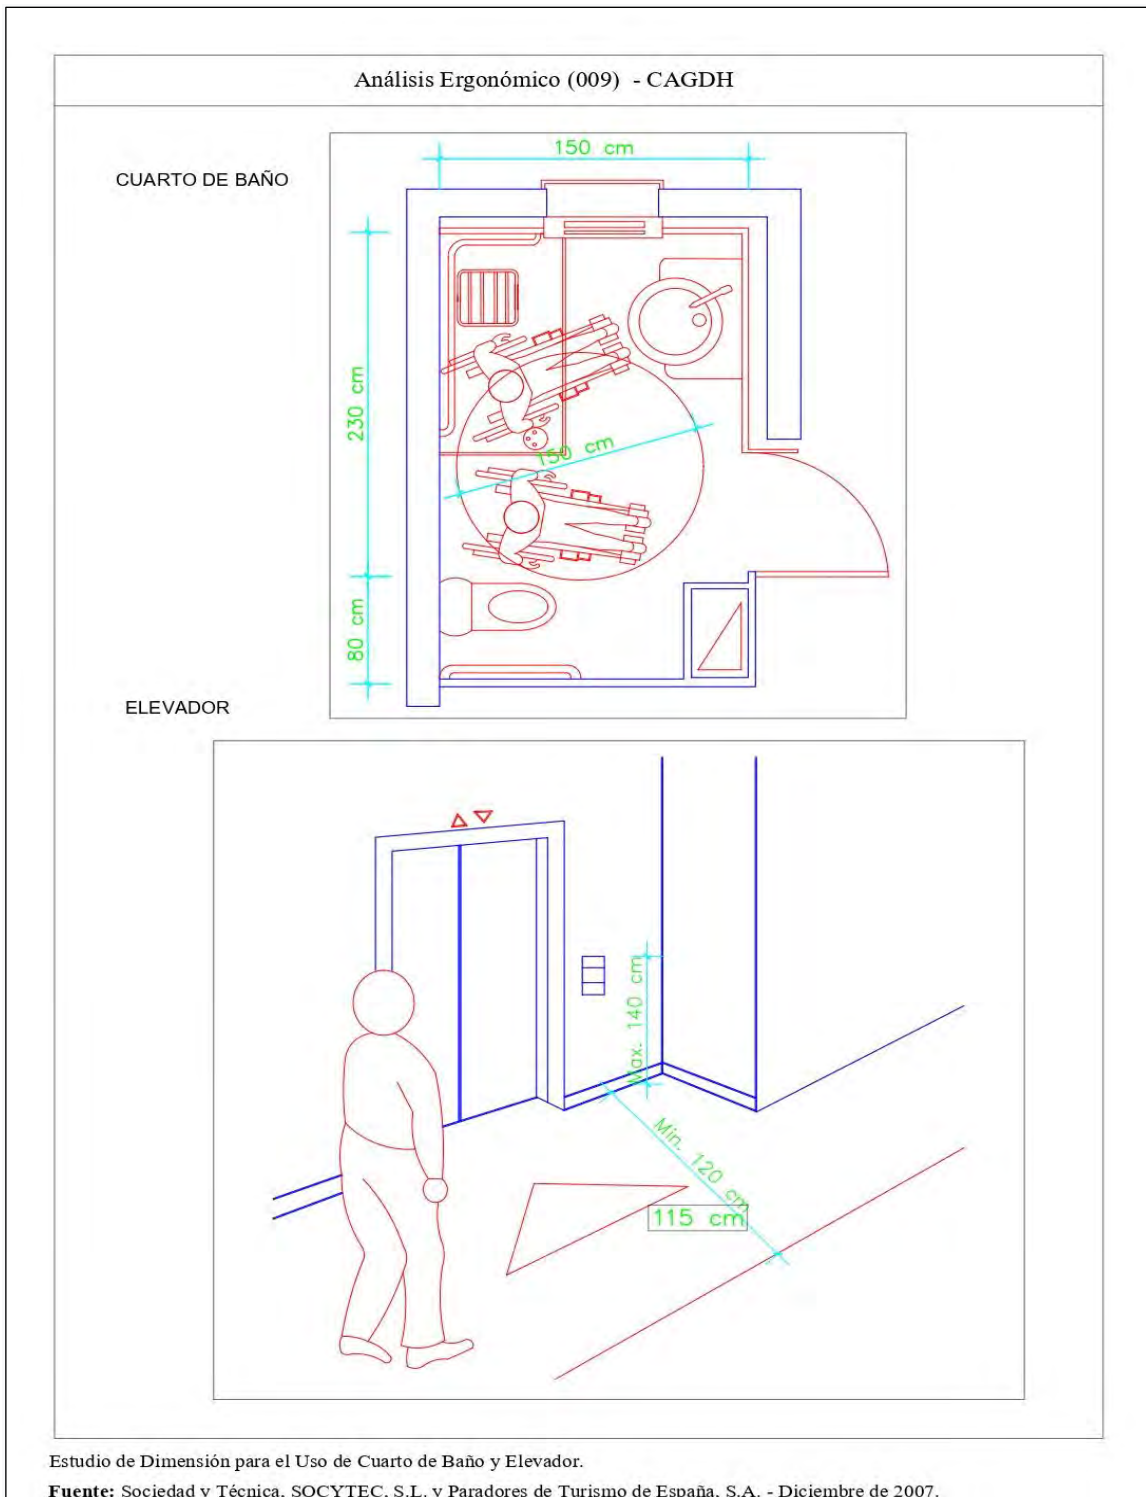 Análisis Ergonómico (009) - CAGDH
CUARTO DE BAÑO
150 cm
230 cm
150 cm
80 cm
ELEVADOR
Max. 140 cm
Min. 120 cm
115 cm
Estudio de Dimensión para el Uso de Cuarto de Baño y Elevador.
Fuente: Sociedad y Técnica, SOCYTEC, S.L. y Paradores de Turismo de España, S.A. - Diciembre de 2007.